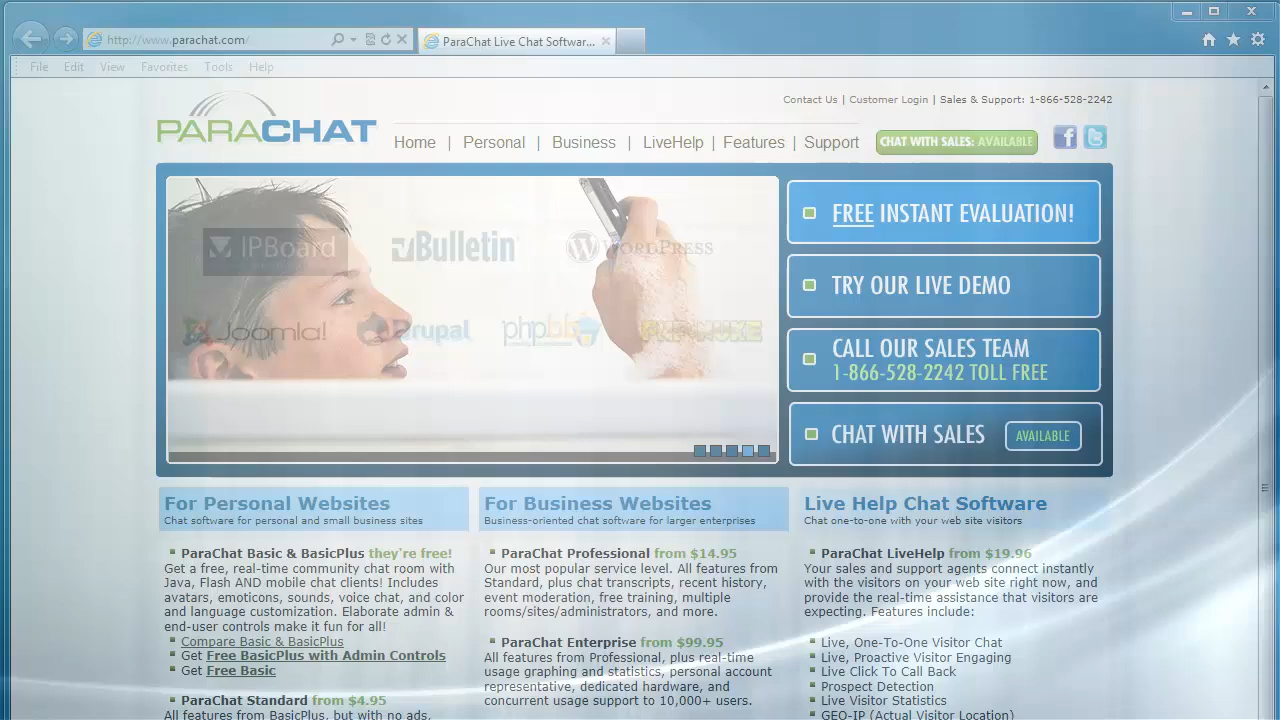 http://www.parachat.com/
ParaChat Live Chat Softwar...
File Edit View Favorites Tools Help
Contact Us | Customer Login | Sales & Support: 1-866-528-2242
PARACHAT
Home | Personal | Business | LiveHelp | Features | Support
CHAT WITH SALES: AVAILABLE
IPBoard
vBulletin
WORDPRESS
Joomla!
Drupal
phpBB
PHP-NUKE
FREE INSTANT EVALUATION!
TRY OUR LIVE DEMO
CALL OUR SALES TEAM
1-866-528-2242 TOLL FREE
CHAT WITH SALES AVAILABLE
For Personal Websites
Chat software for personal and small business sites
ParaChat Basic & BasicPlus they're free!
Get a free, real-time community chat room with
Java, Flash AND mobile chat clients! Includes
avatars, emoticons, sounds, voice chat, and color
and language customization. Elaborate admin &
end-user controls make it fun for all!
Compare Basic & BasicPlus
Get Free BasicPlus with Admin Controls
Get Free Basic
ParaChat Standard from $4.95
All features from BasicPlus, but with no ads,
For Business Websites
Business-oriented chat software for larger enterprises
ParaChat Professional from $14.95
Our most popular service level. All features from
Standard, plus chat transcripts, recent history,
event moderation, free training, multiple
rooms/sites/administrators, and more.
ParaChat Enterprise from $99.95
All features from Professional, plus real-time
usage graphing and statistics, personal account
representative, dedicated hardware, and
concurrent usage support to 10,000+ users.
Live Help Chat Software
Chat one-to-one with your web site visitors
ParaChat LiveHelp from $19.96
Your sales and support agents connect instantly
with the visitors on your web site right now, and
provide the real-time assistance that visitors are
expecting. Features include:
Live, One-To-One Visitor Chat
Live, Proactive Visitor Engaging
Live Click To Call Back
Prospect Detection
Live Visitor Statistics
GEO-IP (Actual Visitor Location)